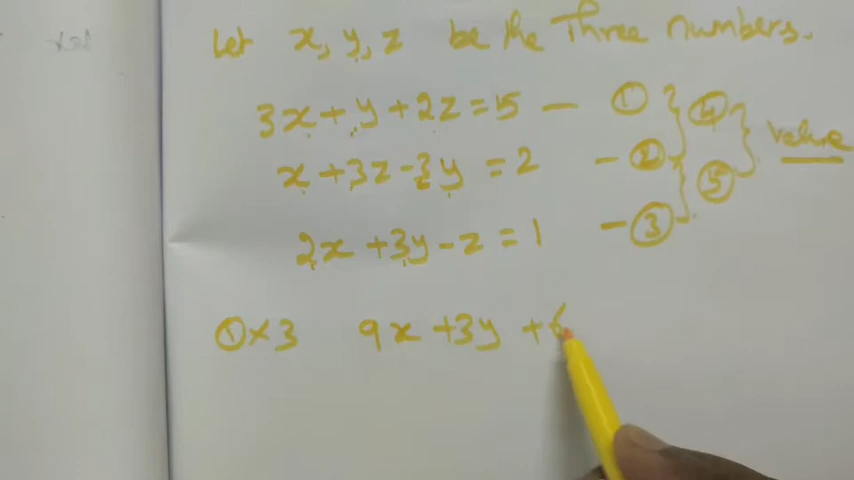 Let x, y, z be the Three numbers.
3x + y + 2z = 15 — ① ④
x + 3z - 3y = 2 — ② ⑤ value
2x + 3y - z = 1 — ③
① × 3 9x + 3y + 6